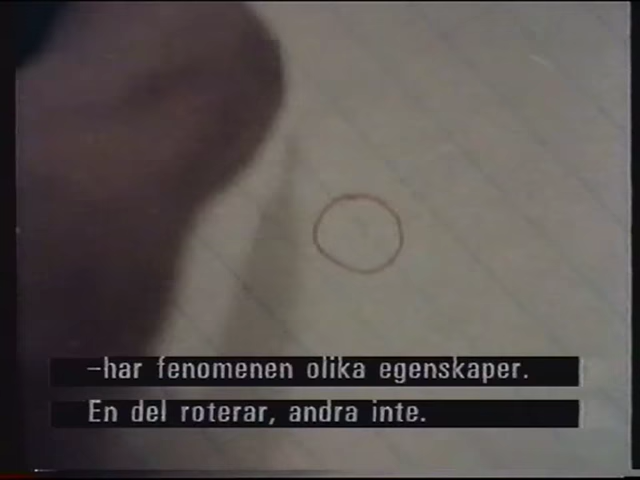 –har fenomenen olika egenskaper.
En del roterar, andra inte.